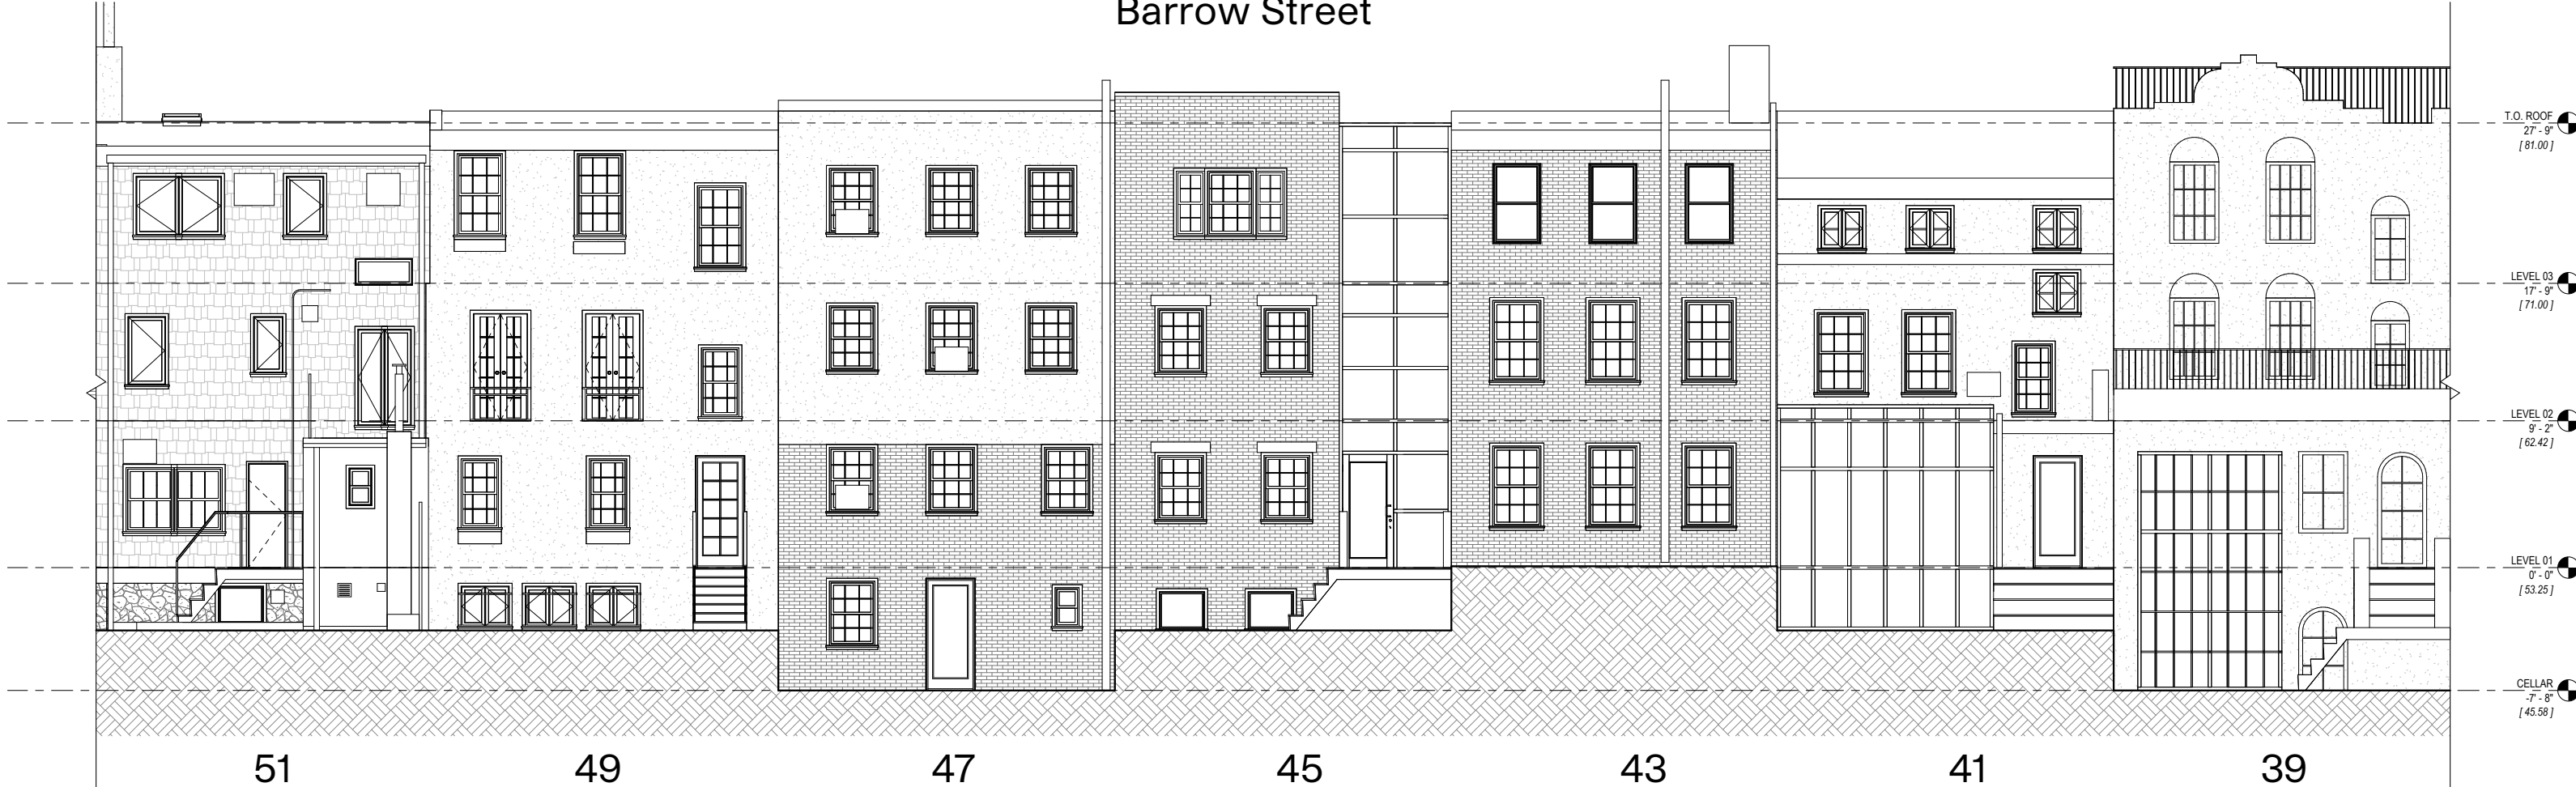 Barrow Street
T.O. ROOF
27' - 9"
[ 81.00 ]
LEVEL 03
17' - 9"
[ 71.00 ]
LEVEL 02
9' - 2"
[ 62.42 ]
LEVEL 01
0' - 0"
[ 53.25 ]
CELLAR
-7' - 8"
[ 45.58 ]
51
49
47
45
43
41
39